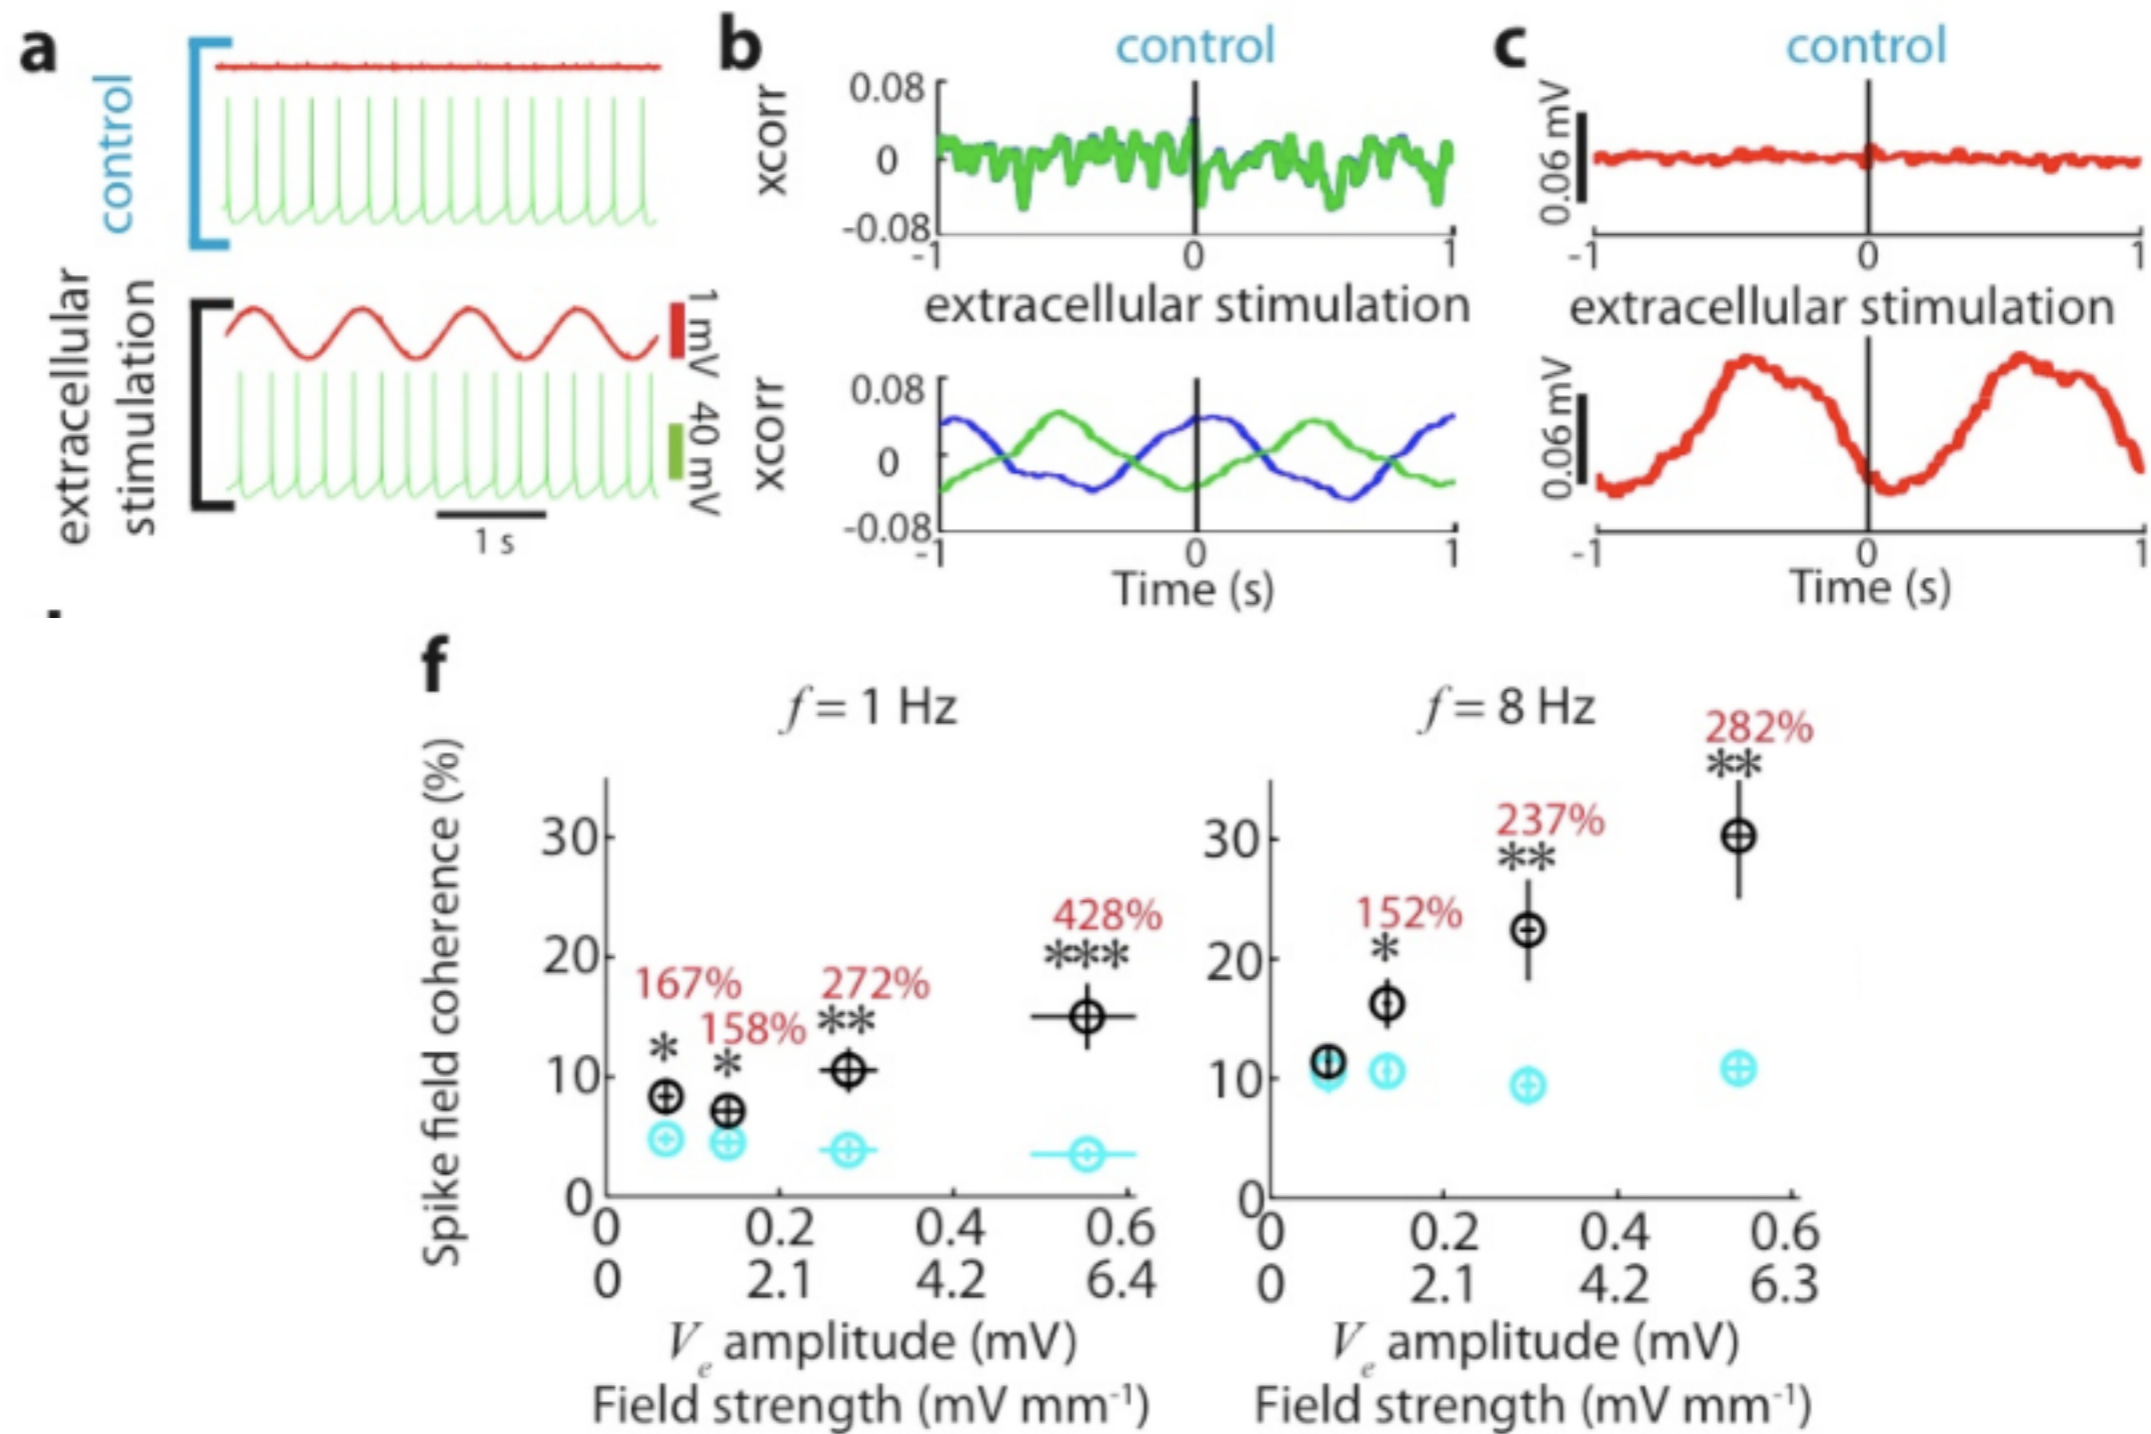 a
control
extracellular
stimulation
1 mV
40 mV
1 s
b
control
xcorr
0.08
0
-0.08
-1
0
1
extracellular stimulation
xcorr
0.08
0
-0.08
-1
0
1
Time (s)
c
control
0.06 mV
-1
0
1
extracellular stimulation
0.06 mV
-1
0
1
Time (s)
f
Spike field coherence (%)
f = 1 Hz
30
20
10
0
167%
*
158%
*
272%
**
428%
***
0 0.2 0.4 0.6
0 2.1 4.2 6.4
Ve amplitude (mV)
Field strength (mV mm-1)
f = 8 Hz
30
20
10
0
152%
*
237%
**
282%
**
0 0.2 0.4 0.6
0 2.1 4.2 6.3
Ve amplitude (mV)
Field strength (mV mm-1)